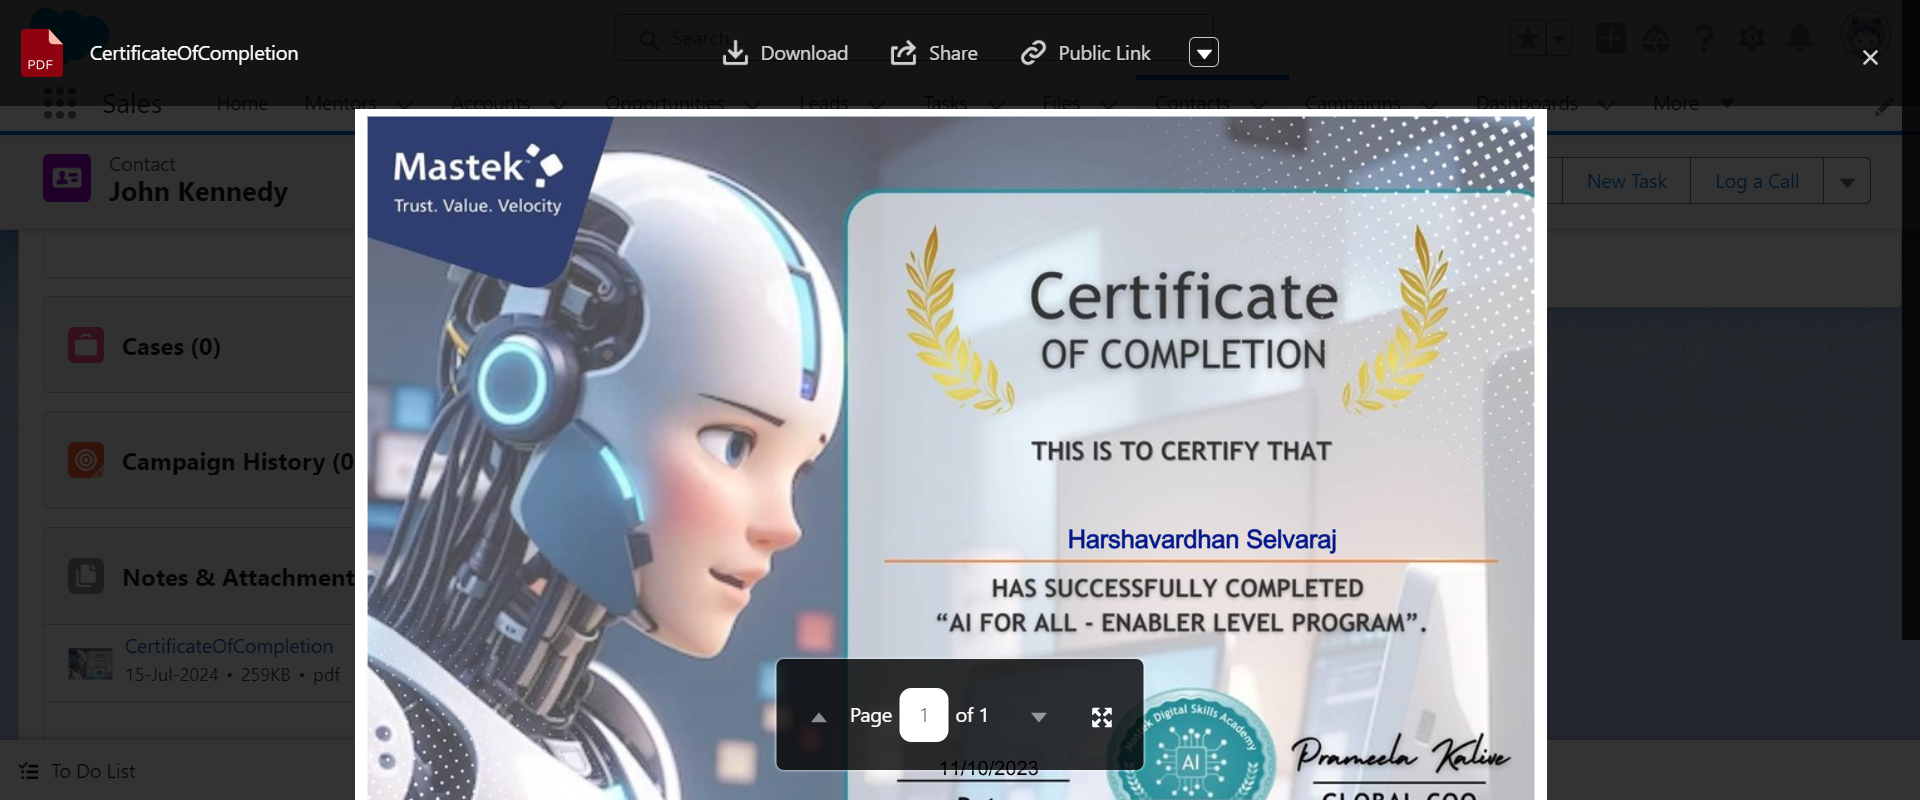 CertificateOfCompletion
PDF
Search
Download
Share
Public Link
Sales
Home
Mentors
Accounts
Opportunities
Leads
Tasks
Files
Contacts
Campaigns
Dashboards
More
Contact
John Kennedy
New Task
Log a Call
Mastek
Trust. Value. Velocity
Certificate
OF COMPLETION
THIS IS TO CERTIFY THAT
Harshavardhan Selvaraj
HAS SUCCESSFULLY COMPLETED
“AI FOR ALL - ENABLER LEVEL PROGRAM”.
Cases (0)
Campaign History (0
Notes & Attachment
CertificateOfCompletion
15-Jul-2024 • 259KB • pdf
Page 1 of 1
Mastek Digital Skills Academy
AI
Prameela Kalive
11/10/2023
GLOBAL COO
To Do List